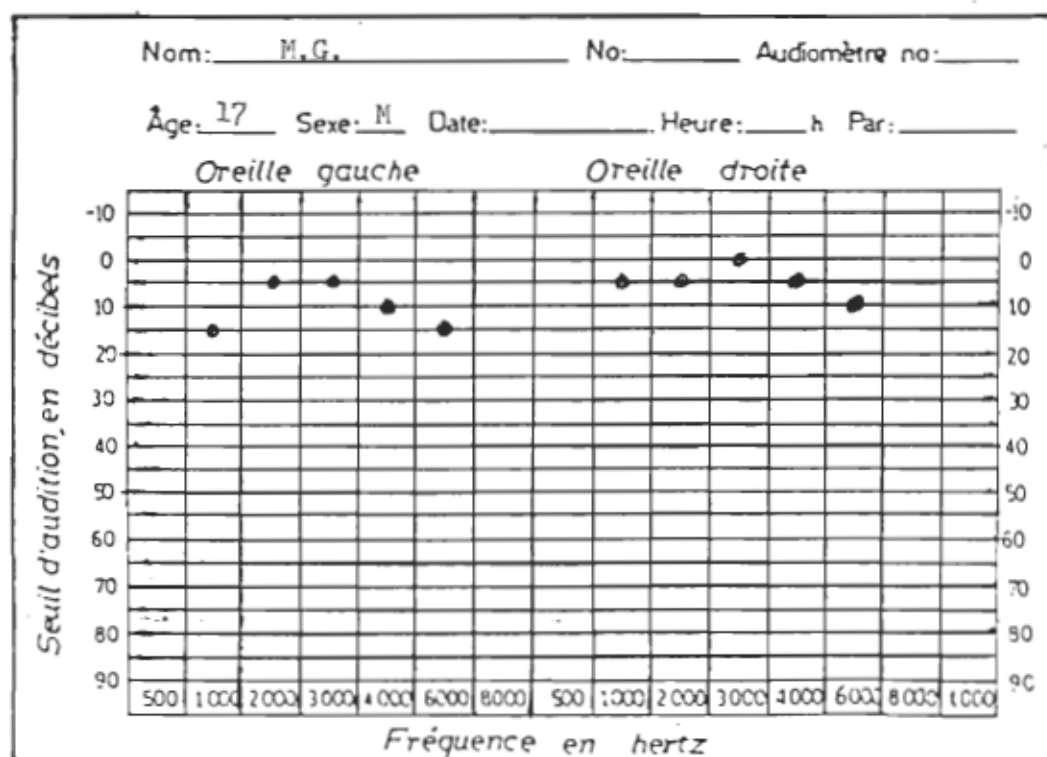 Nom: M.G. No: Audiomètre no:
Âge: 17 Sexe: M Date: Heure: h Par:
Oreille gauche Oreille droite
-10 -10
0 0
10 10
20 20
30 30
40 40
50 50
60 60
70 70
80 80
90 90
500 1000 2000 3000 4000 6000 8000 500 1000 2000 3000 4000 6000 8000 1000
Seuil d'audition, en décibels
Fréquence en hertz